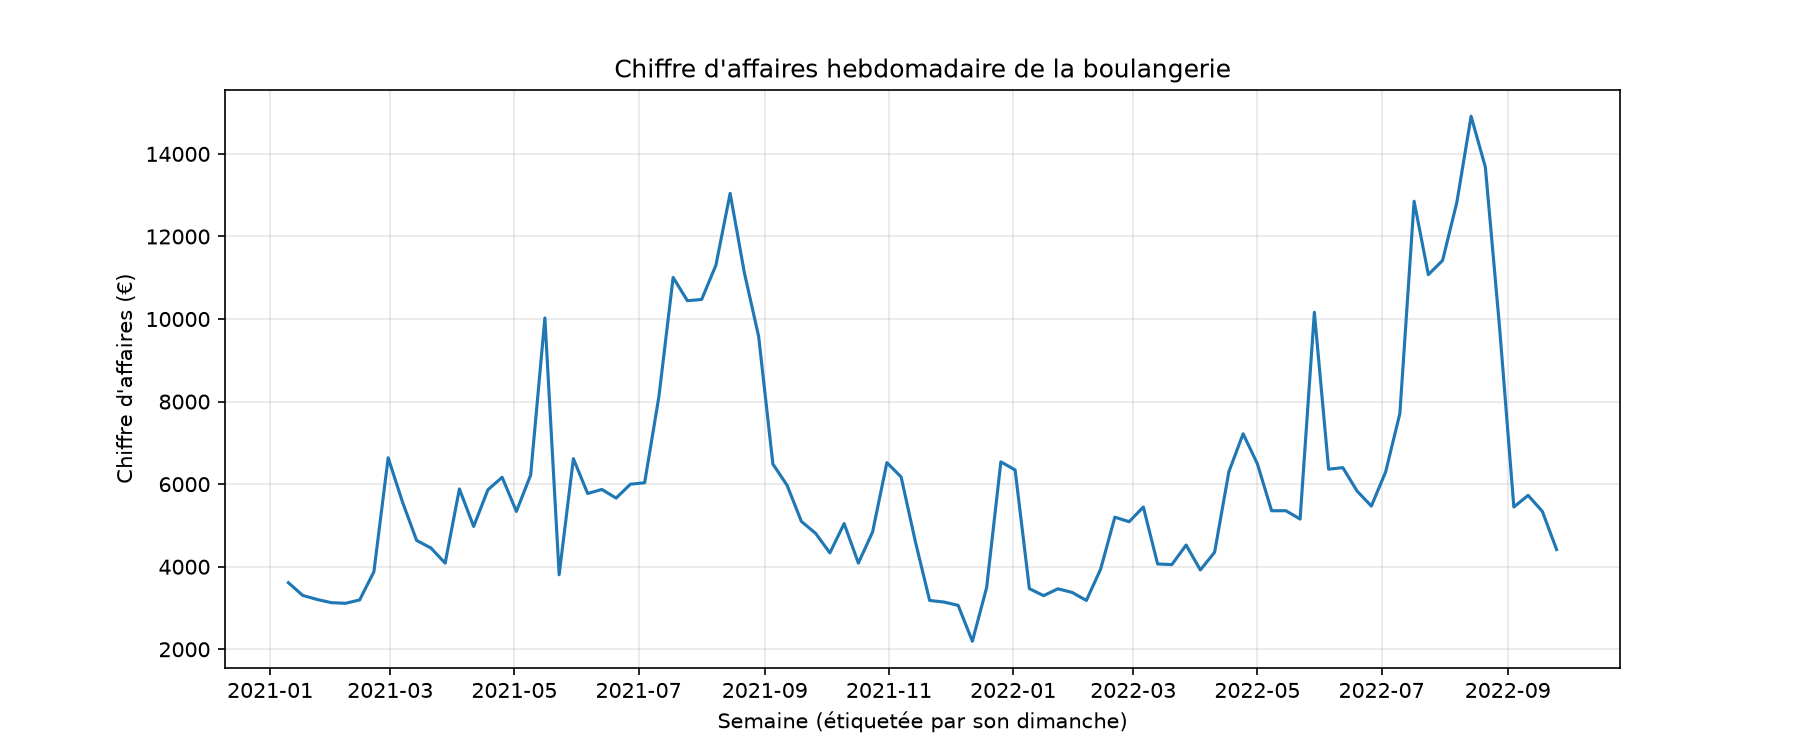 Chiffre d'affaires hebdomadaire de la boulangerie
Chiffre d'affaires (€)
14000
12000
10000
8000
6000
4000
2000
2021-01 2021-03 2021-05 2021-07 2021-09 2021-11 2022-01 2022-03 2022-05 2022-07 2022-09
Semaine (étiquetée par son dimanche)